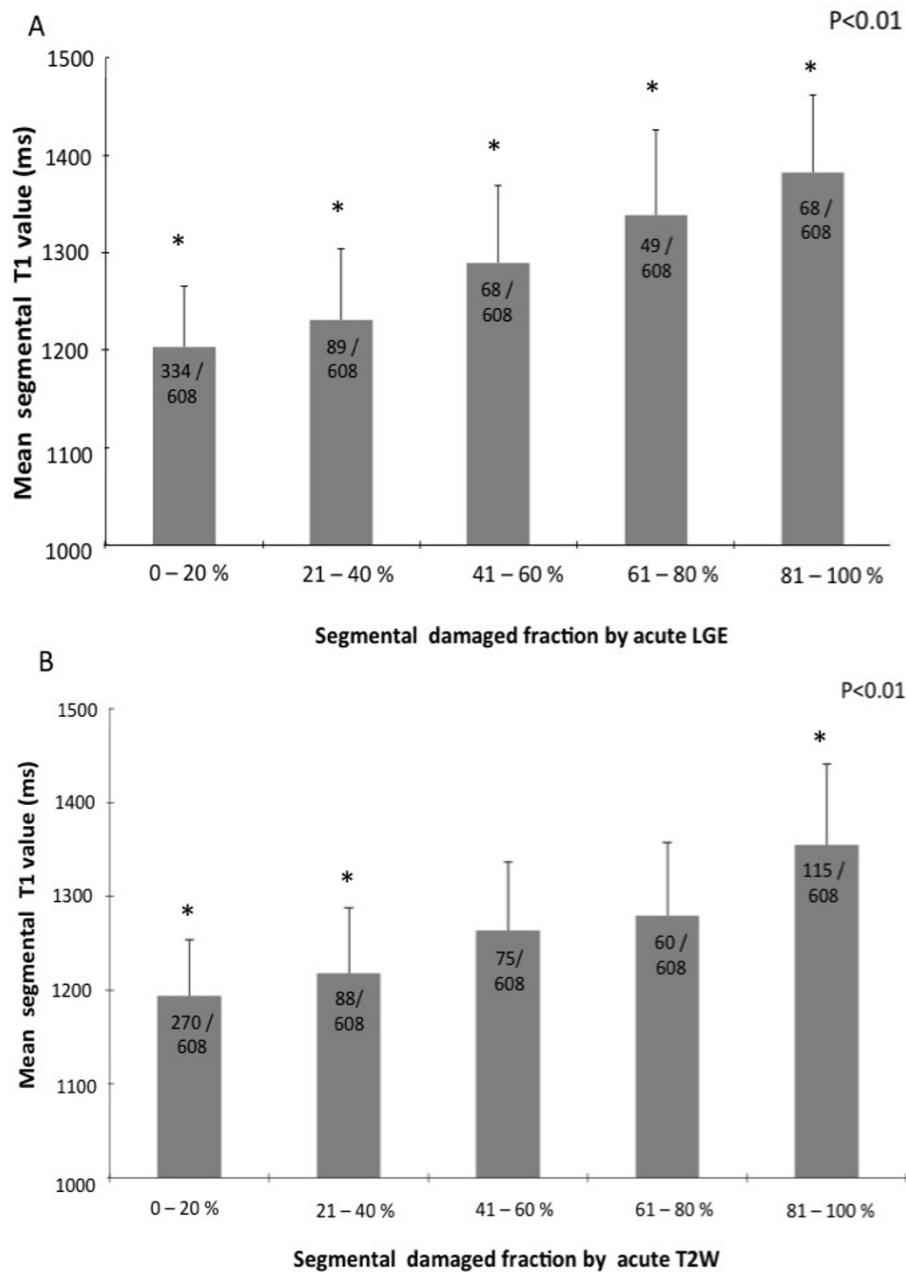 A
P<0.01
Mean segmental T1 value (ms)
1500
1400
1300
1200
1100
1000
*
*
*
*
*
334 /
608
89 /
608
68 /
608
49 /
608
68 /
608
0 – 20 %
21 – 40 %
41 – 60 %
61 – 80 %
81 – 100 %
Segmental damaged fraction by acute LGE
B
P<0.01
Mean segmental T1 value (ms)
1500
1400
1300
1200
1100
1000
*
*
*
270 /
608
88/
608
75/
608
60 /
608
115 /
608
0 – 20 %
21 – 40 %
41 – 60 %
61 – 80 %
81 – 100 %
Segmental damaged fraction by acute T2W